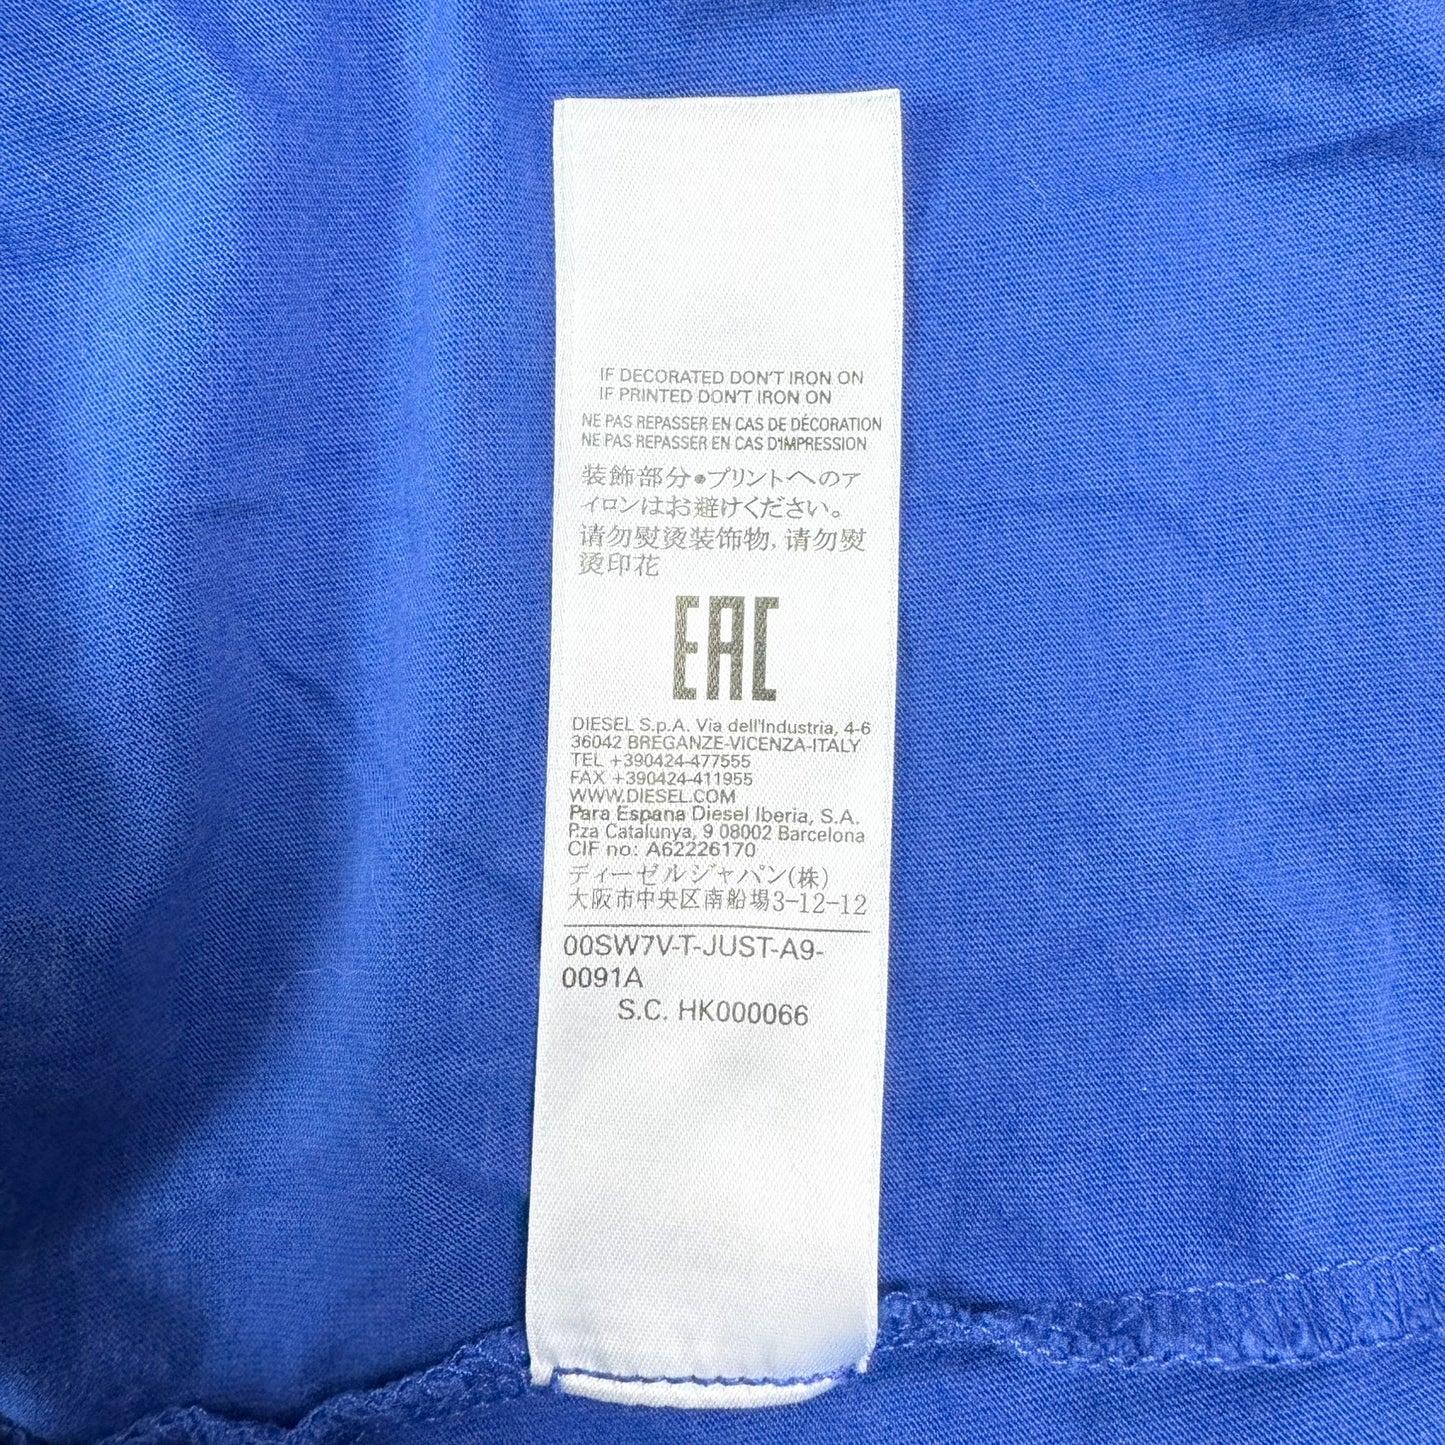 IF DECORATED DON'T IRON ON
IF PRINTED DON'T IRON ON
NE PAS REPASSER EN CAS DE DÉCORATION
NE PAS REPASSER EN CAS D'IMPRESSION
装飾部分●プリントへのア
イロンはお避けください。
请勿熨烫装饰物,请勿熨
烫印花
EAC
DIESEL S.p.A. Via dell'Industria, 4-6
36042 BREGANZE-VICENZA-ITALY
TEL +390424-477555
FAX +390424-411955
WWW.DIESEL.COM
Para Espana Diesel Iberia, S.A.
P.za Catalunya, 9 08002 Barcelona
CIF no: A62226170
ディーゼルジャパン(株)
大阪市中央区南船場3-12-12
00SW7V-T-JUST-A9-
0091A
S.C. HK000066